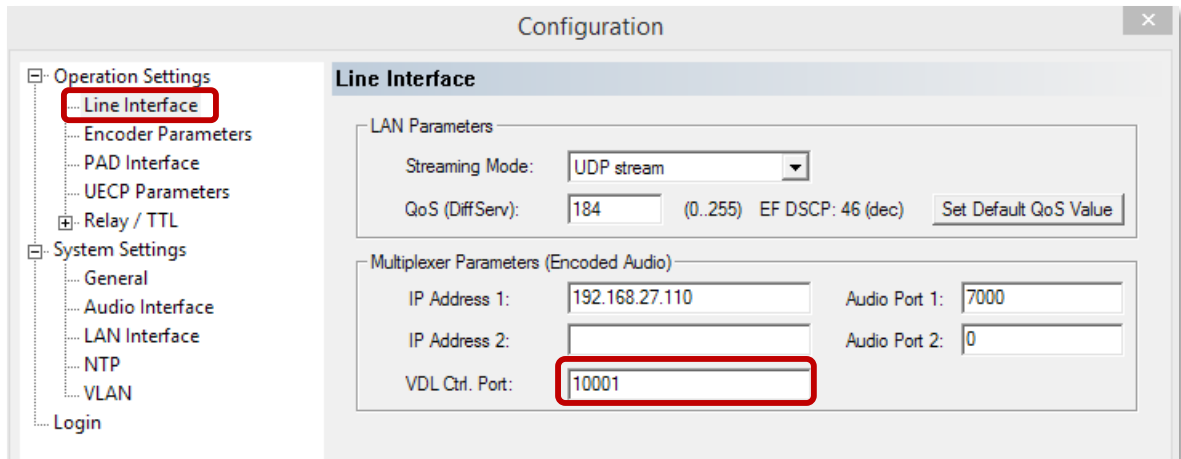 Configuration
Operation Settings
Line Interface
Encoder Parameters
PAD Interface
UECP Parameters
Relay / TTL
System Settings
General
Audio Interface
LAN Interface
NTP
VLAN
Login
Line Interface
LAN Parameters
Streaming Mode: UDP stream
QoS (DiffServ): 184 (0..255) EF DSCP: 46 (dec) Set Default QoS Value
Multiplexer Parameters (Encoded Audio)
IP Address 1: 192.168.27.110 Audio Port 1: 7000
IP Address 2: Audio Port 2: 0
VDL Ctrl. Port: 10001